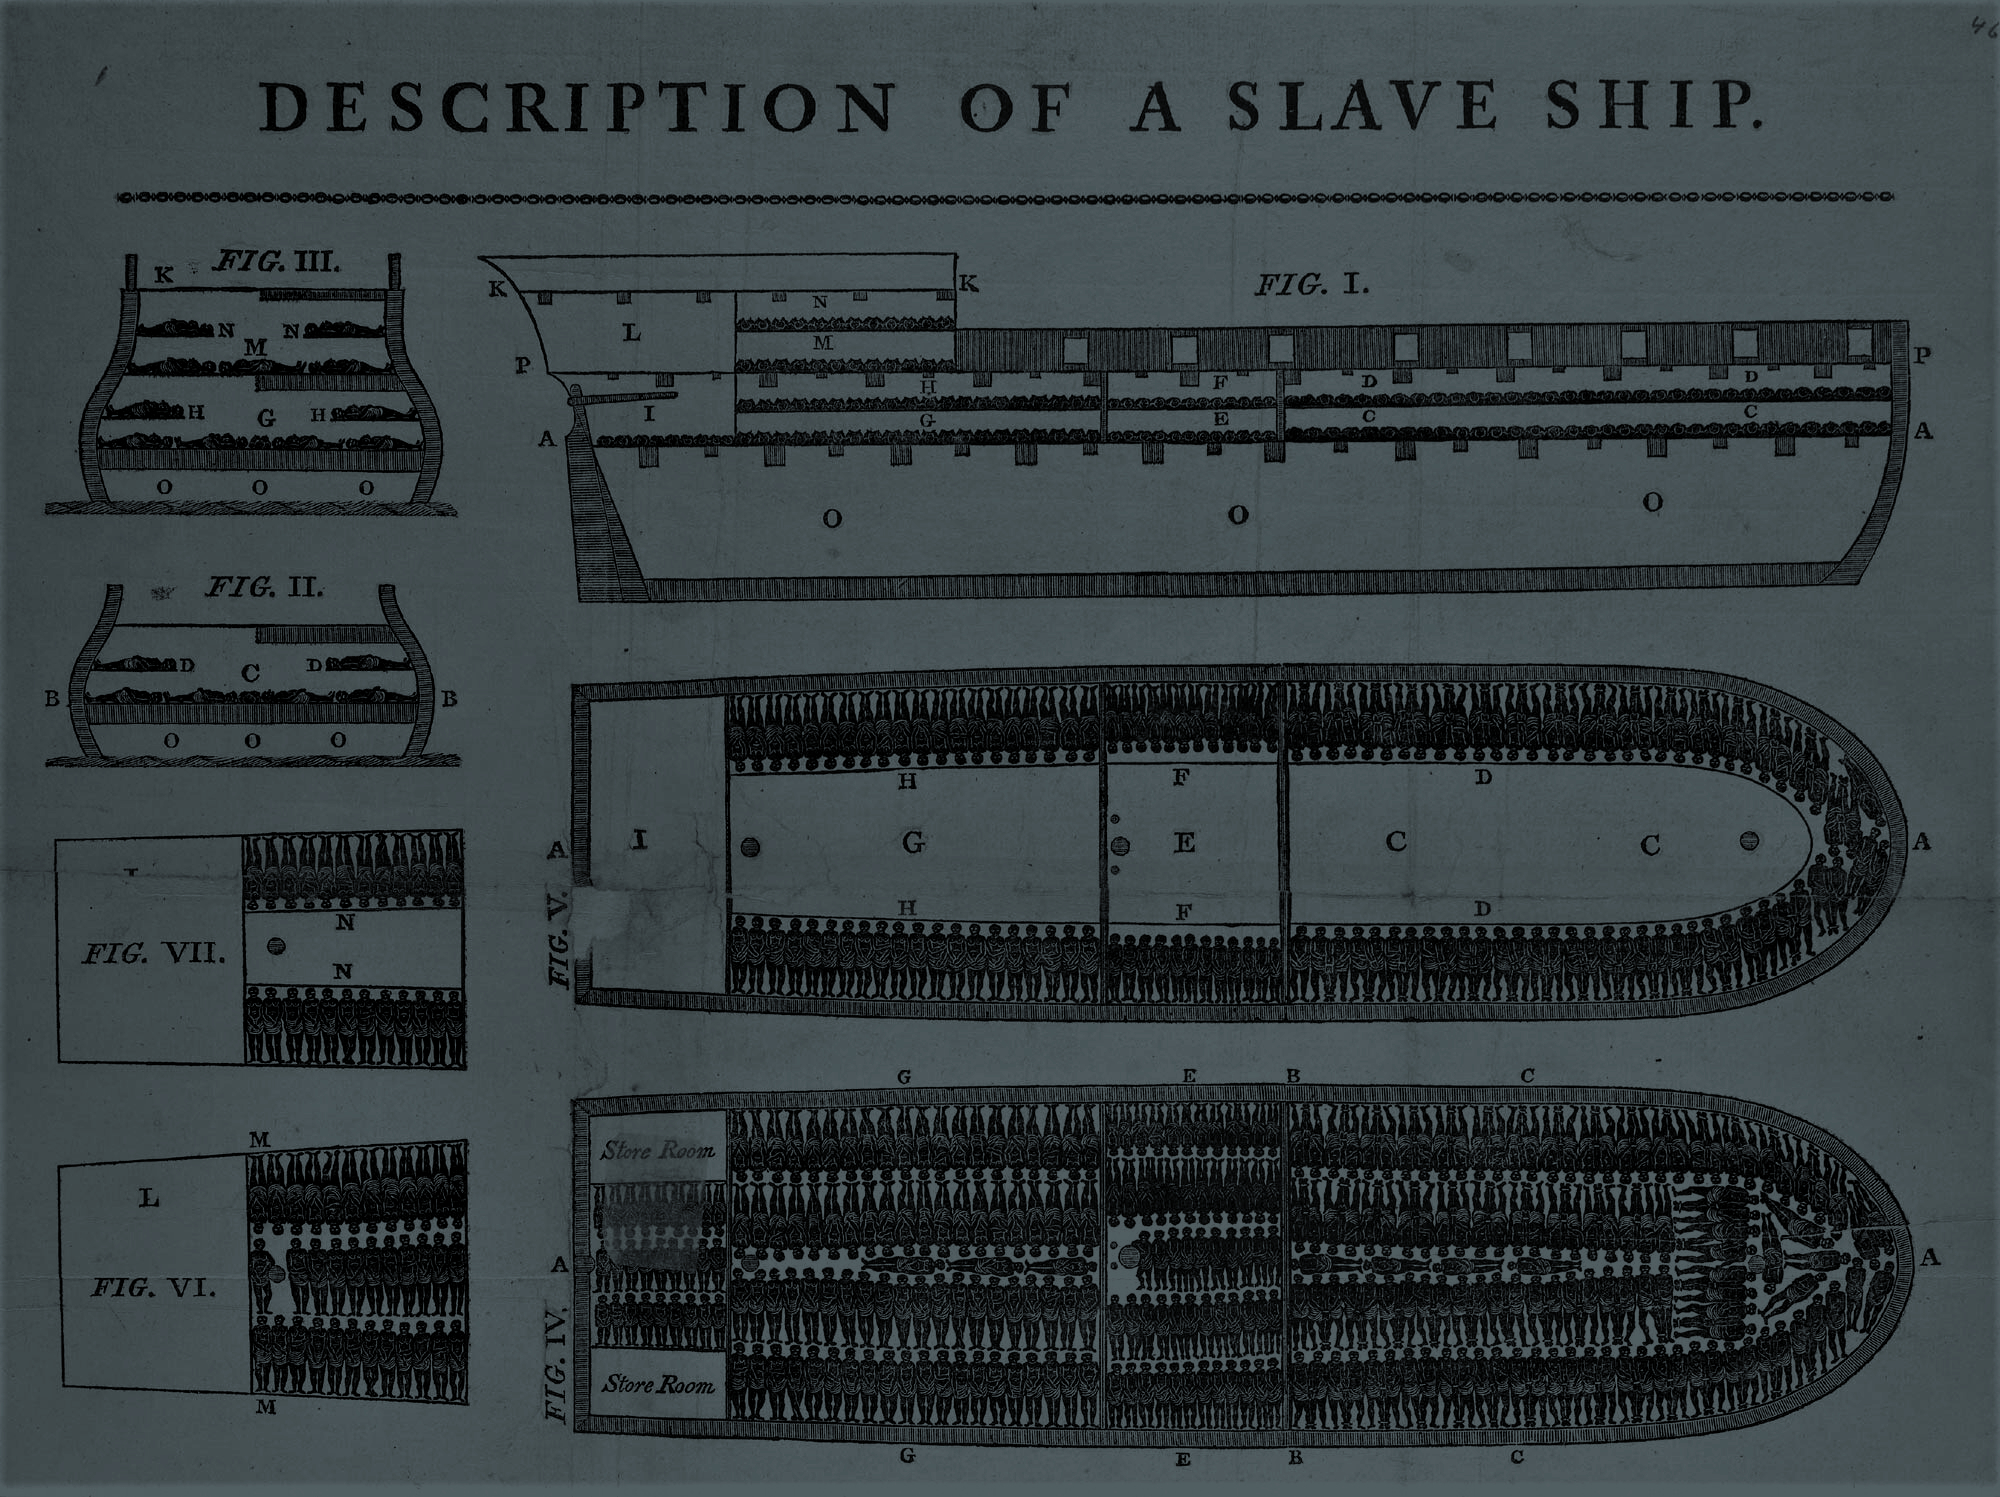 46
DESCRIPTION OF A SLAVE SHIP.
FIG. III.
K
N N
M
H G H
O O O
FIG. I.
K K
L N
M
P P
H F D D
I G E C C
A A
O O O
FIG. II.
D C D
B B
O O O
FIG. V.
H F D
A I G E C C A
H F D
FIG. VII.
N
N
FIG. VI.
M
L
M
FIG. IV.
G E B C
Store Room
A A
Store Room
G E B C